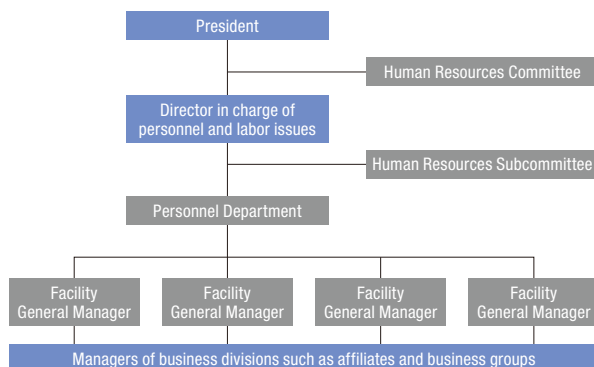 President
Human Resources Committee
Director in charge of
personnel and labor issues
Human Resources Subcommittee
Personnel Department
Facility
General Manager
Facility
General Manager
Facility
General Manager
Facility
General Manager
Managers of business divisions such as affiliates and business groups